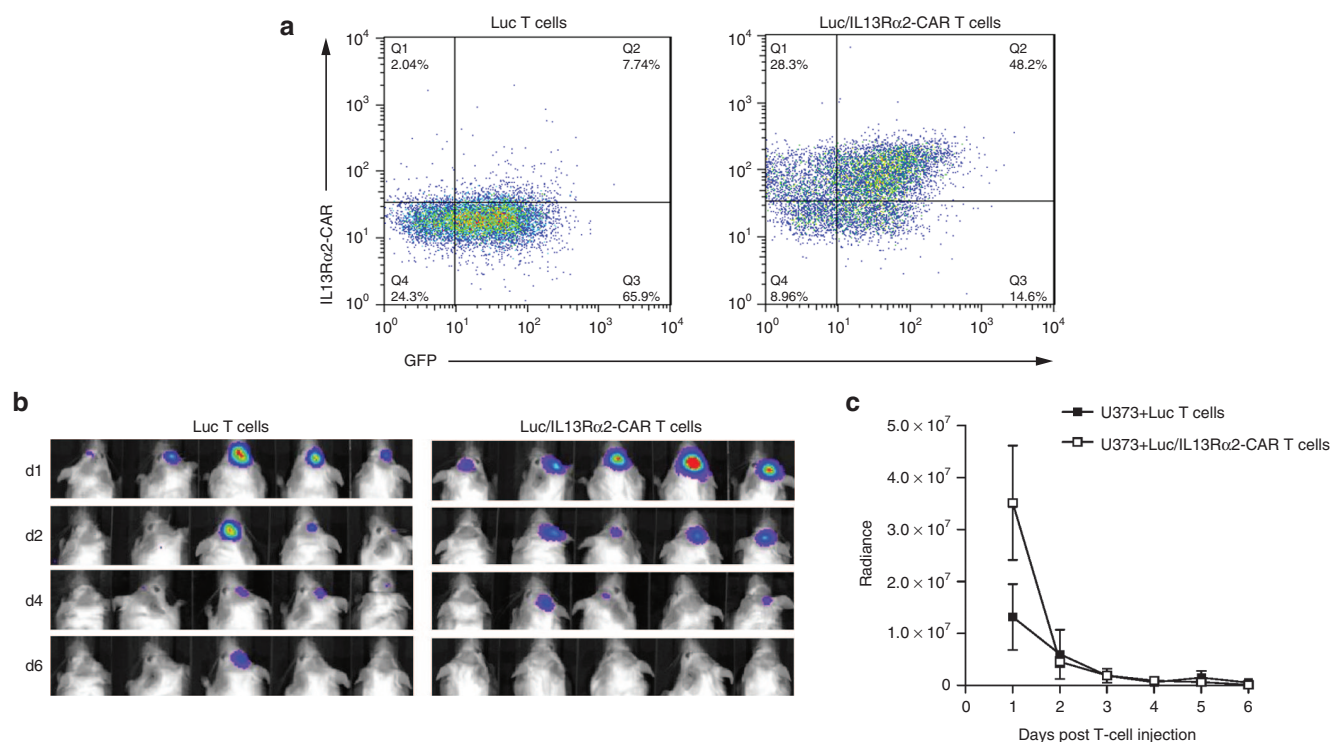 a
Luc T cells
Luc/IL13Rα2-CAR T cells
IL13Rα2-CAR
10⁴
10³
10²
10¹
10⁰
Q1
2.04%
Q2
7.74%
Q4
24.3%
Q3
65.9%
10⁰ 10¹ 10² 10³ 10⁴
10⁴
10³
10²
10¹
10⁰
Q1
28.3%
Q2
48.2%
Q4
8.96%
Q3
14.6%
10⁰ 10¹ 10² 10³ 10⁴
GFP
b
Luc T cells
Luc/IL13Rα2-CAR T cells
d1
d2
d4
d6
c
U373+Luc T cells
U373+Luc/IL13Rα2-CAR T cells
Radiance
5.0 × 10⁷
4.0 × 10⁷
3.0 × 10⁷
2.0 × 10⁷
1.0 × 10⁷
0
0 1 2 3 4 5 6
Days post T-cell injection